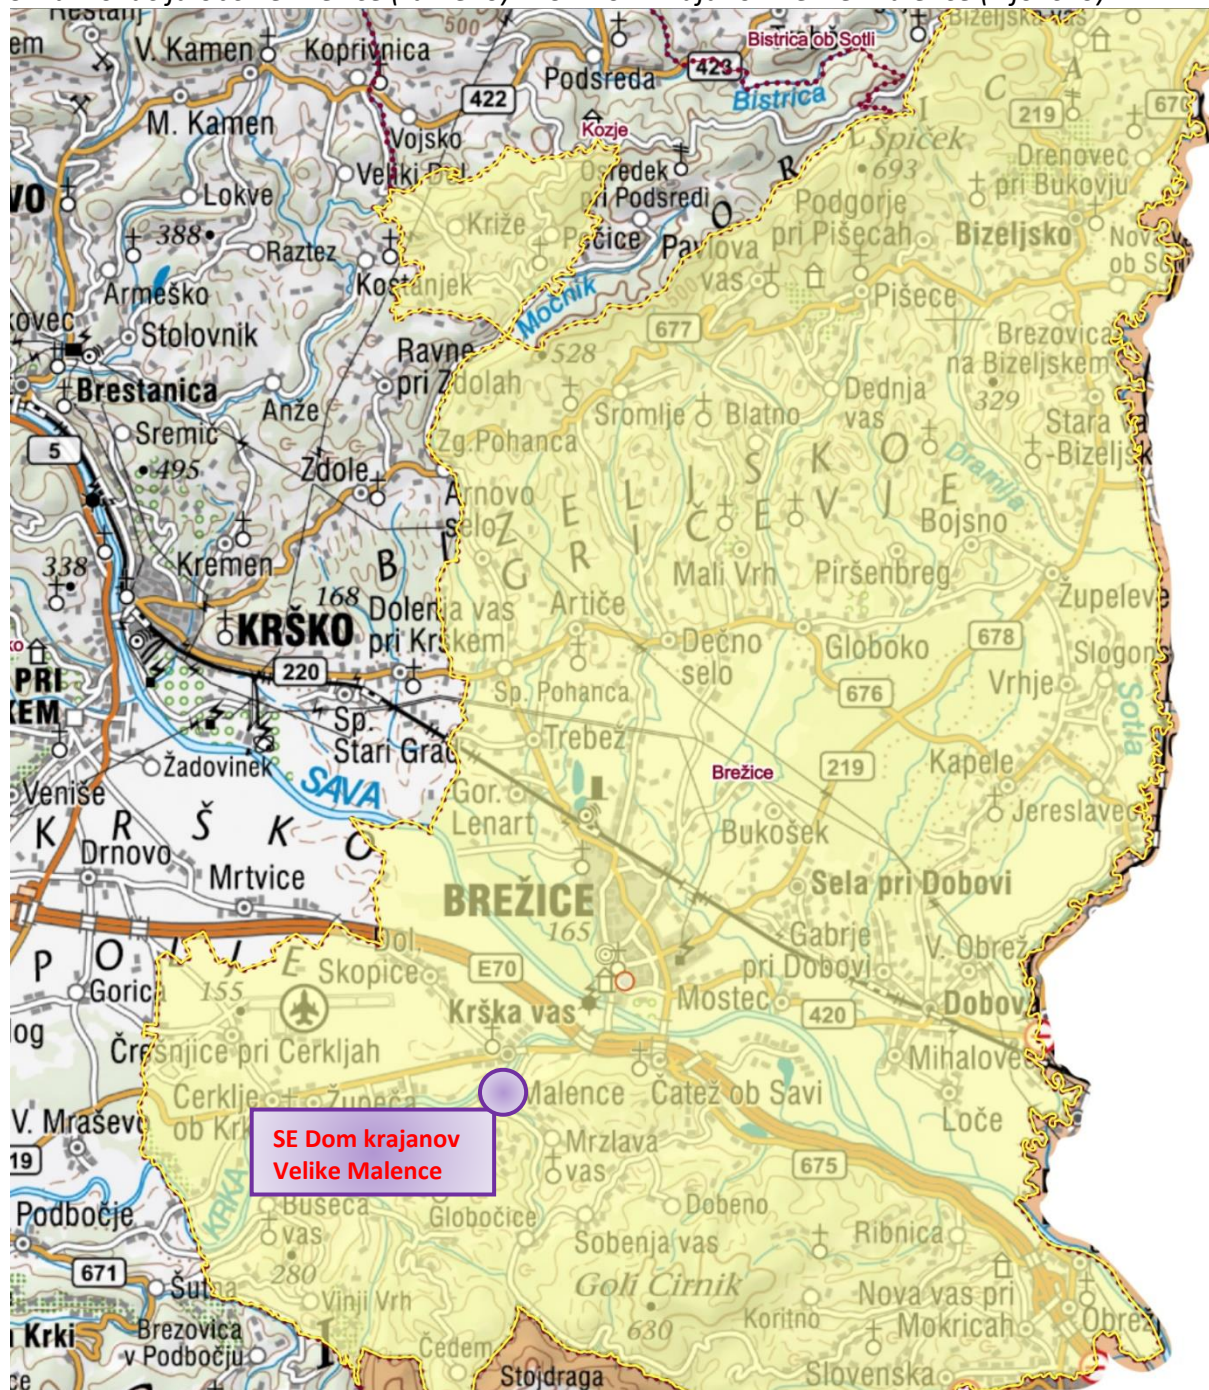 V. Kamen
Koprivnica
Podsreda
Bistrica ob Sotli
423
422
Bistrica
M. Kamen
Vojsko
Kozje
Špiček
693
219
Drenovec
pri Bukovju
Lokve
388
Raztez
Križe
pri Podsredi
Pavlova
vas
Podgorje
pri Pišecah
Bizeljsko
Kostanjek
Armeško
Močnik
Pišece
Stolovnik
677
Brezovica
na Bizeljskem
329
Ravne
pri Zdolah
528
Brestanica
Anže
Sromlje
Blatno
Dednja
vas
Stara
5
Sremič
495
Zg. Pohanca
Zdole
Arnovo
selo
Dramlja
Bojsno
Kremen
338
168
Mali Vrh
Piršenbreg
KRŠKO
Dolenja vas
pri Krškem
Artiče
Dečno
selo
Globoko
678
220
Sp. Pohanca
676
Vrhje
Sotla
Sp.
Stari Grad
Trebež
Žadovinek
SAVA
Brežice
219
Kapele
Veniše
Gor.
Lenart
Bukošek
Jereslavec
K R Š K O
Drnovo
Mrtvice
BREŽICE
165
Sela pri Dobovi
P O L J E
Dol.
Skopice
E70
Gabrje
pri Dobovi
V. Obrež
Gorica
155
Krška vas
Mostec
420
Dobova
Črešnjice pri Cerkljah
Mihalovec
Cerklje
ob Krki
Župeča
Malence
Čatež ob Savi
Loče
V. Mraševo
SE Dom krajanov
Velike Malence
Mrzlava
vas
675
19
KRKA
Podbočje
Bušeča
vas
Globočice
Dobeno
Sobenja vas
Ribnica
671
280
Goli Cirnik
630
Vinji Vrh
Koritno
Nova vas pri
Mokricah
Brezovica
v Podbočju
Čedem
Stojdraga
Slovenska